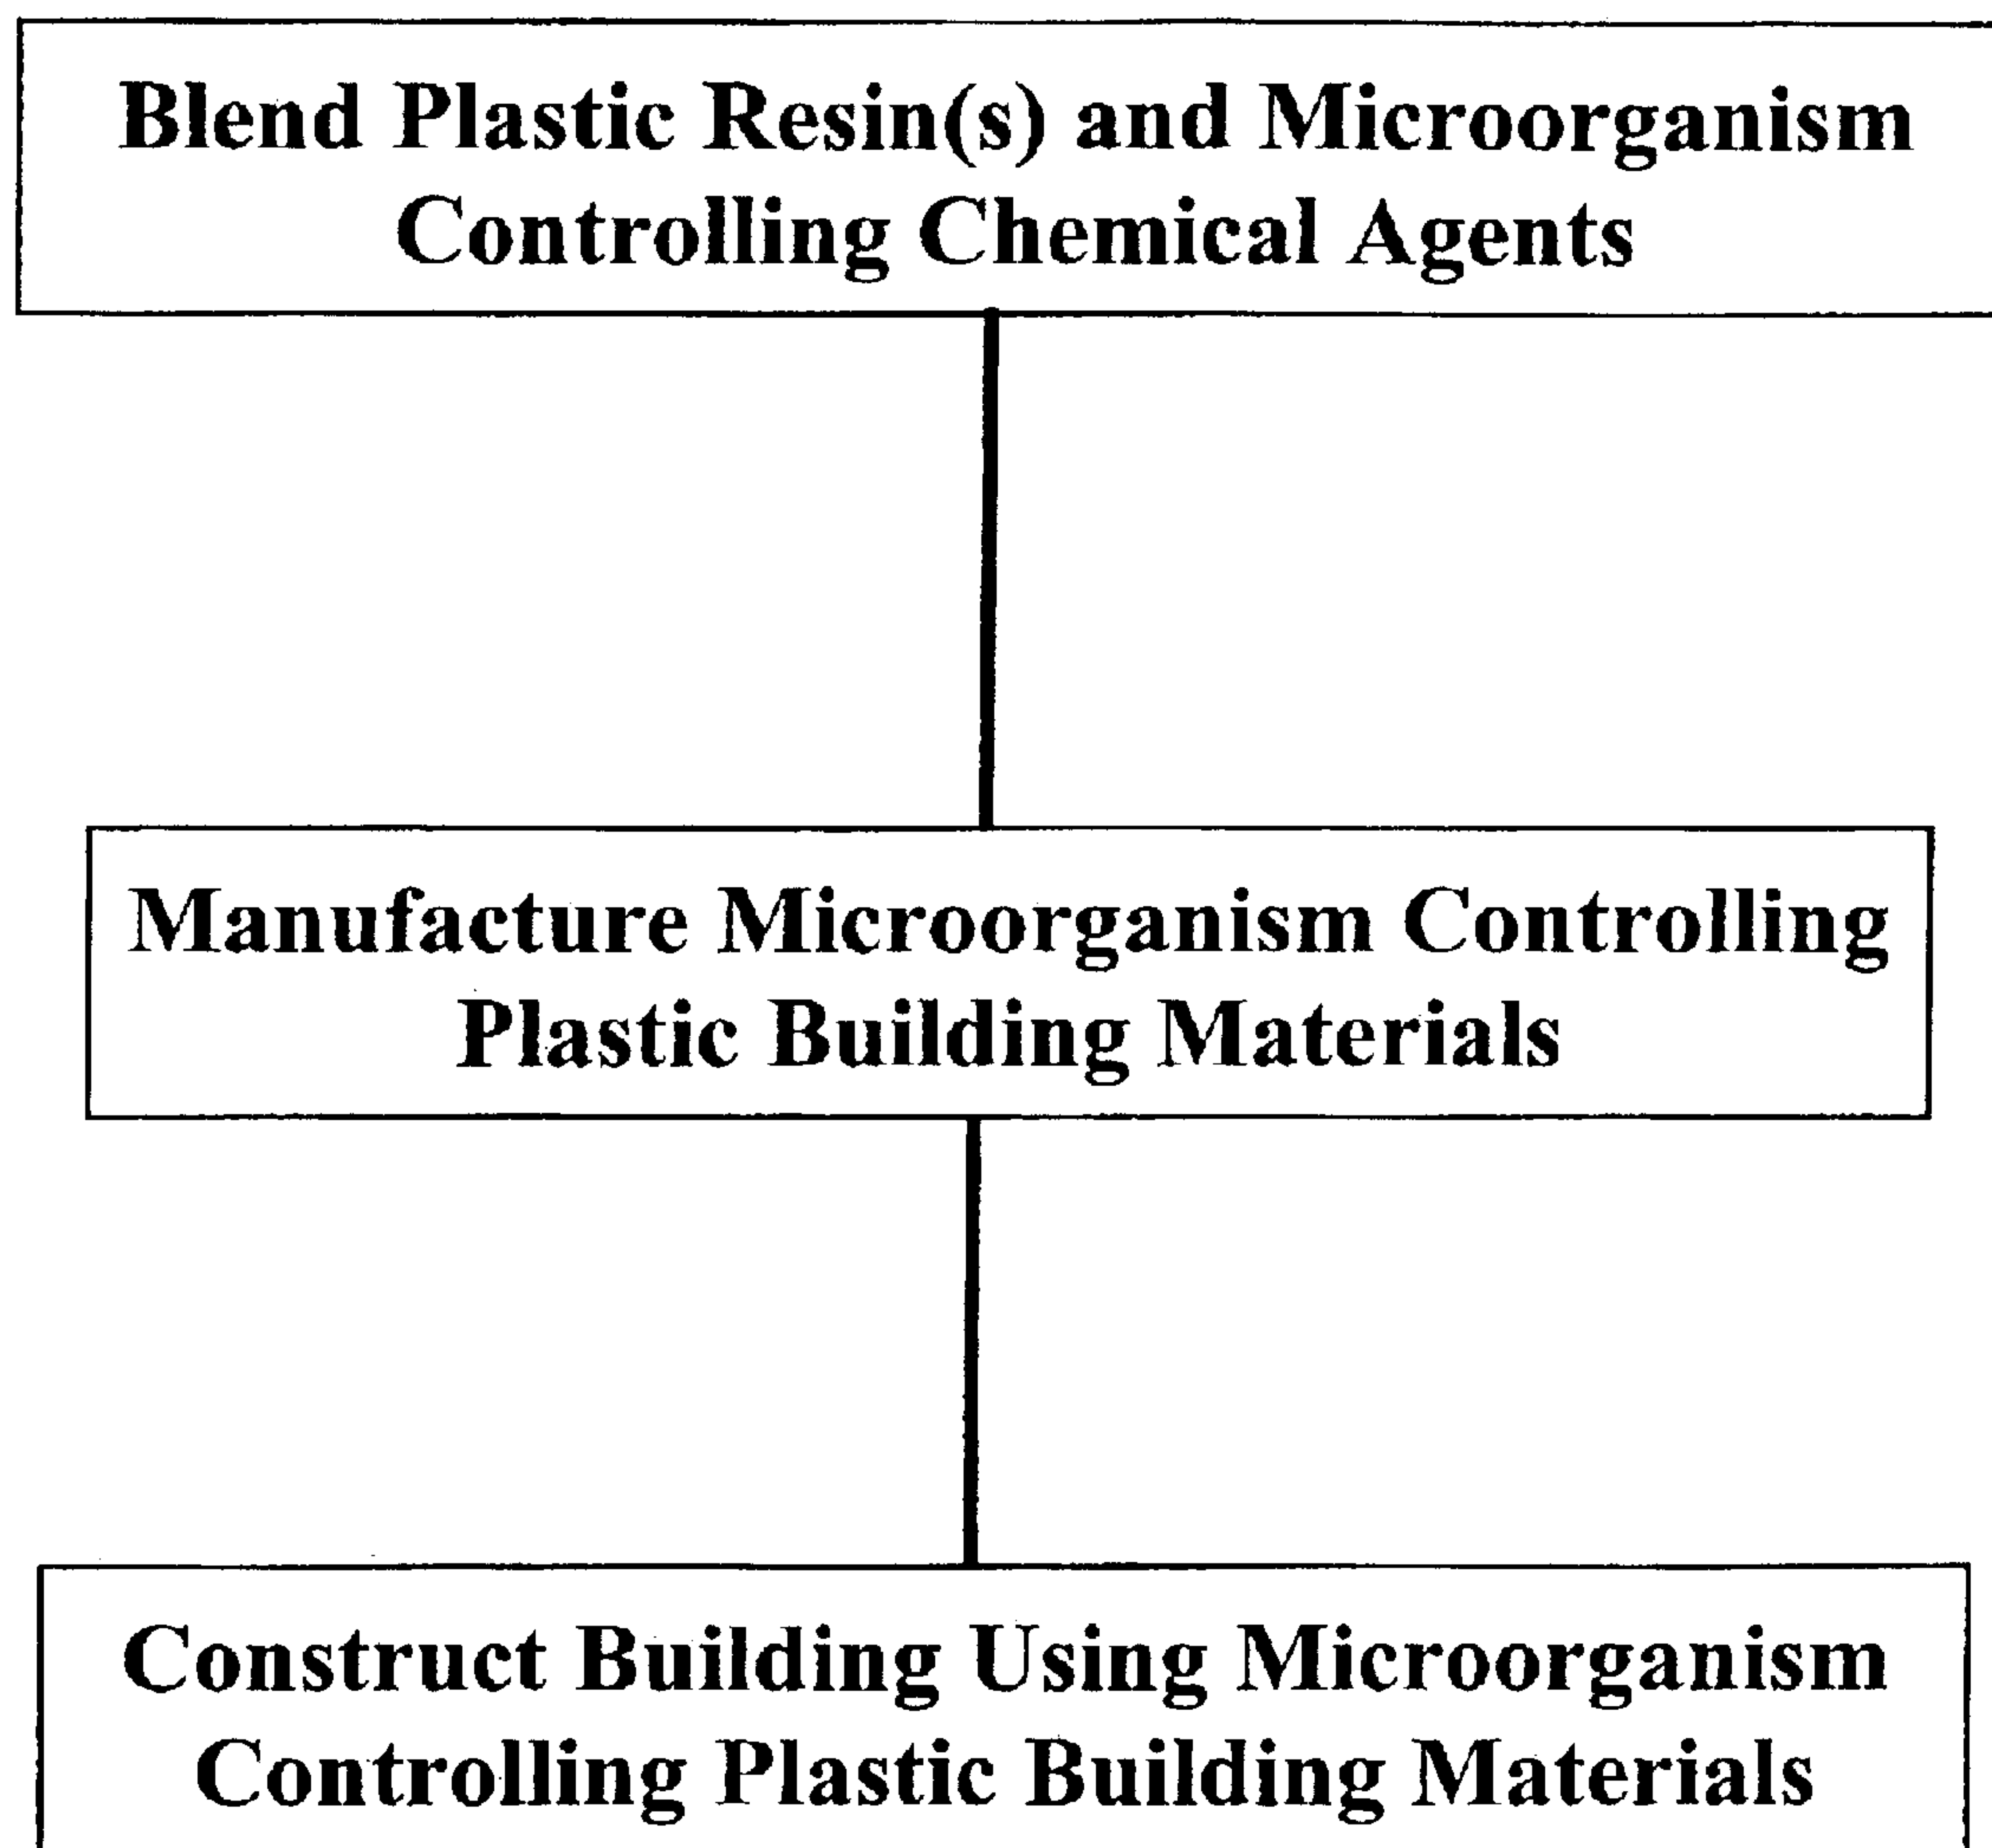 Blend Plastic Resin(s) and Microorganism
Controlling Chemical Agents
Manufacture Microorganism Controlling
Plastic Building Materials
Construct Building Using Microorganism
Controlling Plastic Building Materials